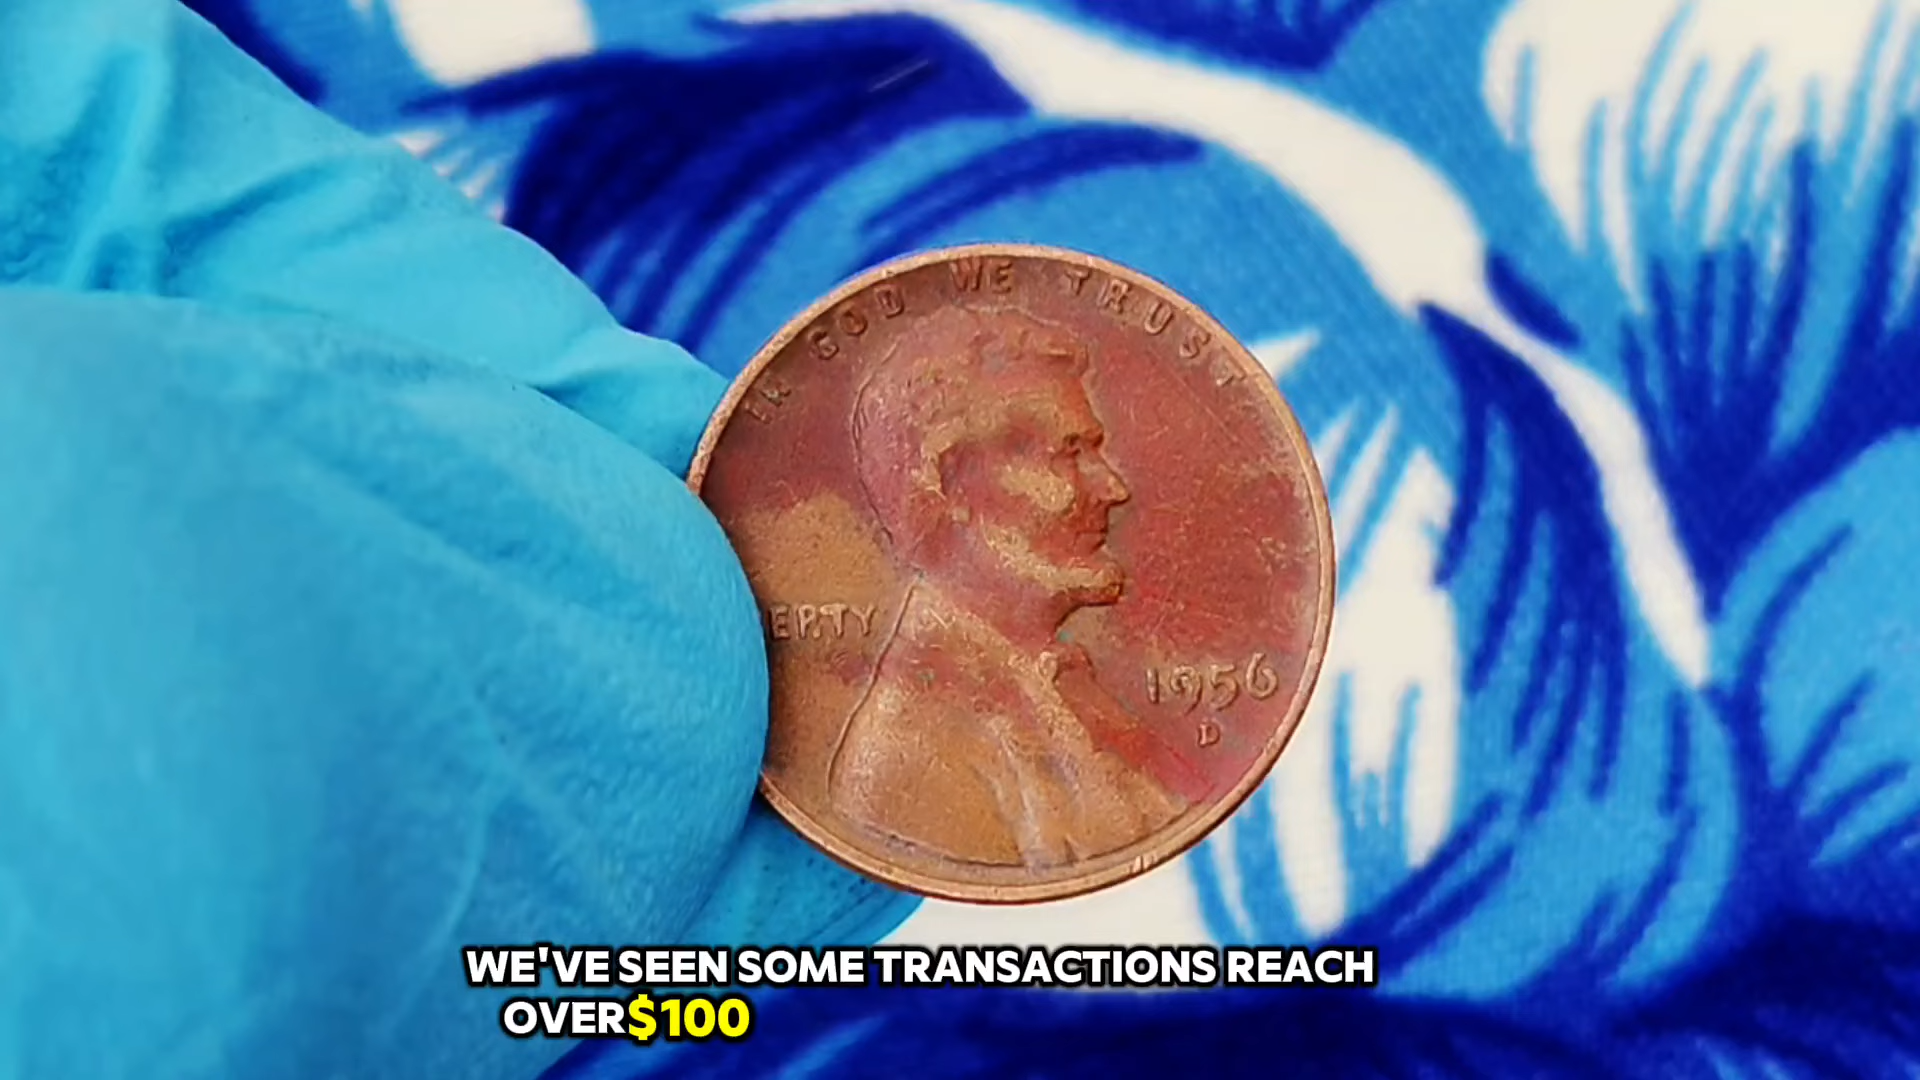 IN GOD WE TRUST
ERTY
1956
D
WE'VE SEEN SOME TRANSACTIONS REACH
OVER $100